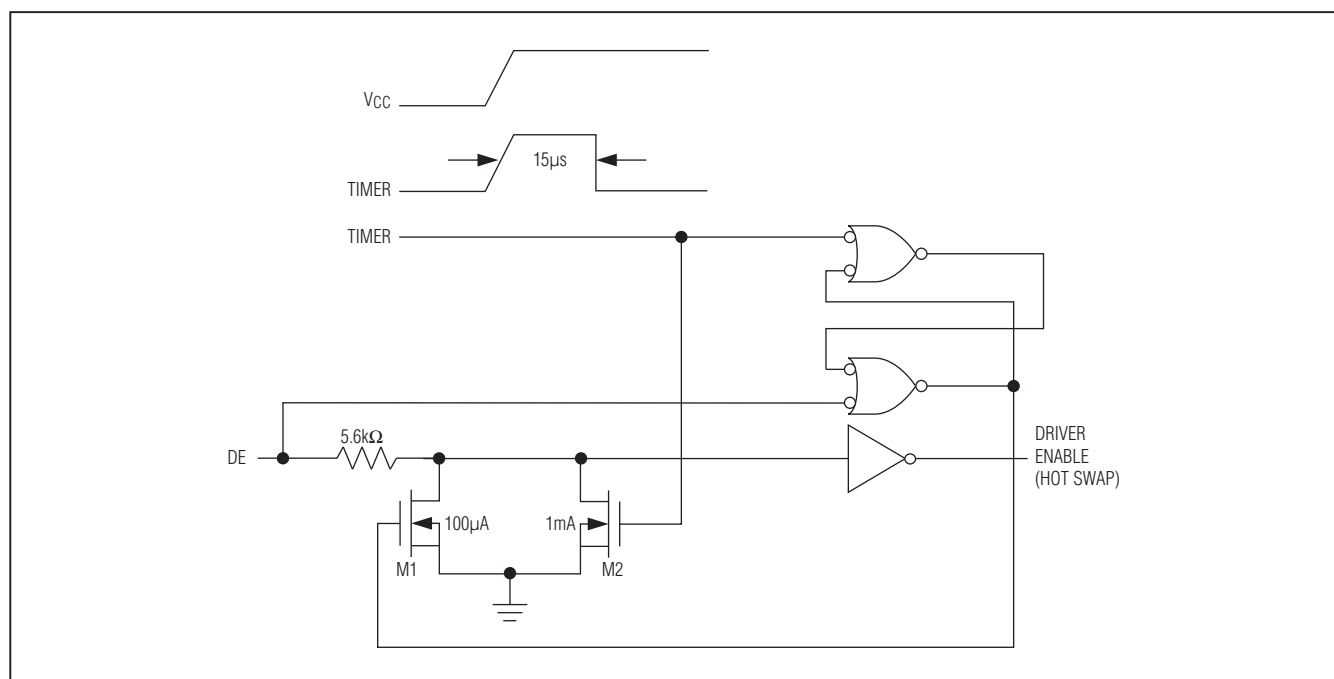 VCC
15µs
TIMER
TIMER
5.6kΩ
DE
DRIVER
ENABLE
(HOT SWAP)
100µA
1mA
M1
M2